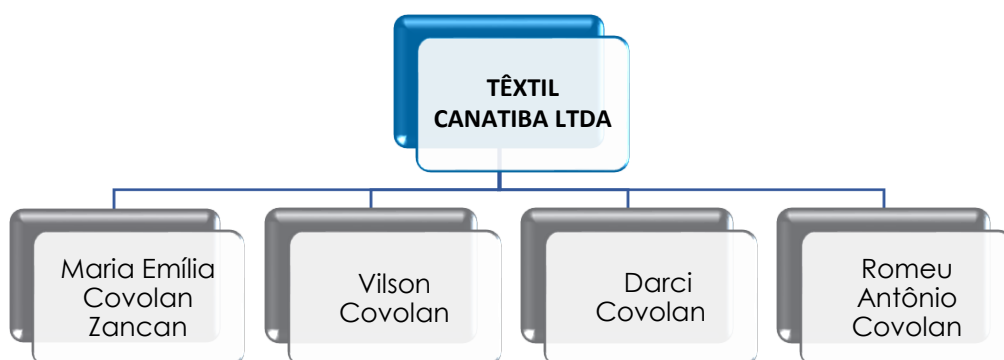 TÊXTIL
CANATIBA LTDA
Maria Emília
Covolan
Zancan
Vilson
Covolan
Darci
Covolan
Romeu
Antônio
Covolan